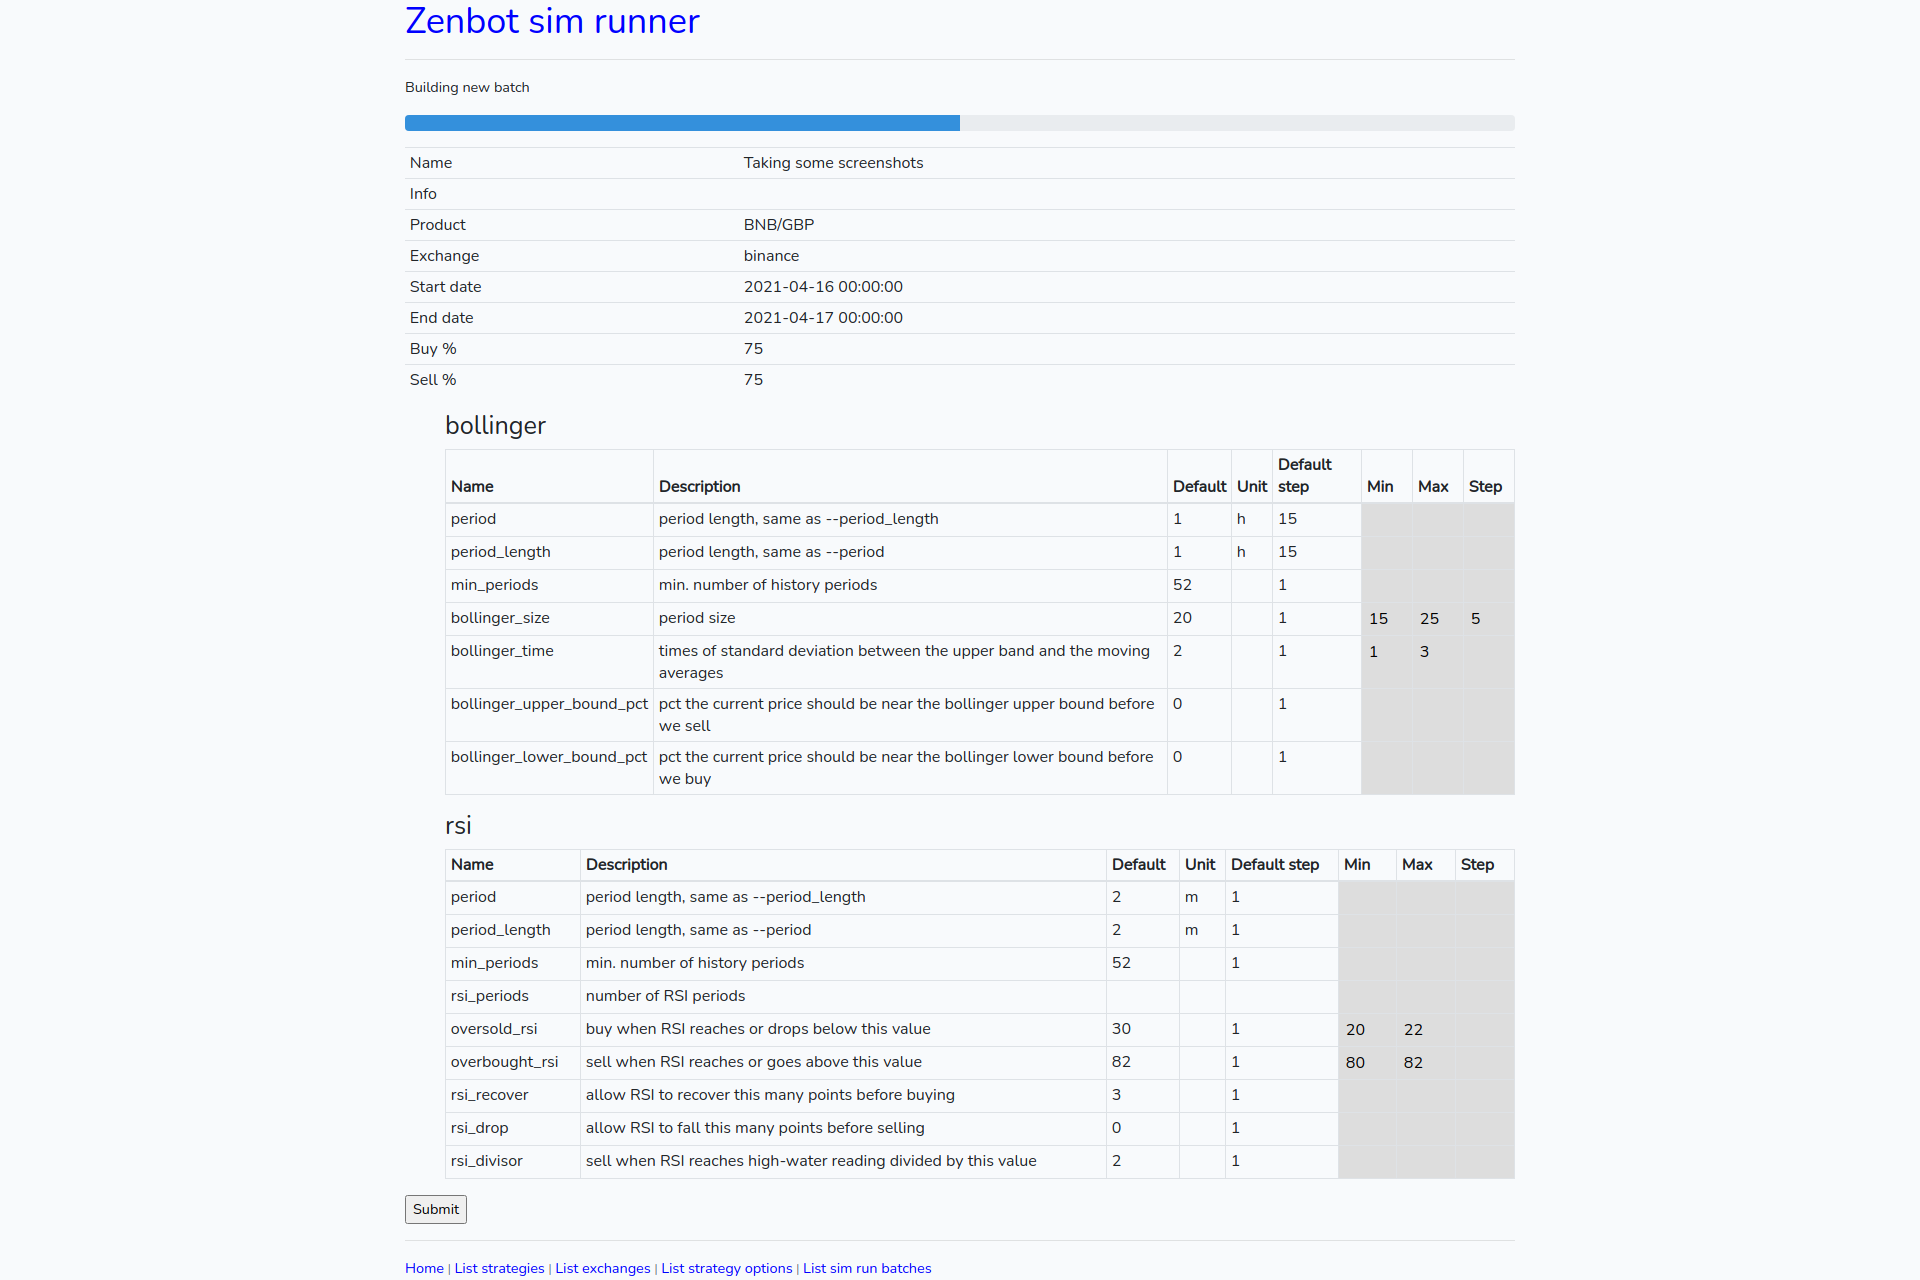 Zenbot sim runner
Building new batch
Name Taking some screenshots
Info
Product BNB/GBP
Exchange binance
Start date 2021-04-16 00:00:00
End date 2021-04-17 00:00:00
Buy % 75
Sell % 75
bollinger
Name Description Default Unit Default step Min Max Step
period period length, same as --period_length 1 h 15
period_length period length, same as --period 1 h 15
min_periods min. number of history periods 52 1
bollinger_size period size 20 1 15 25 5
bollinger_time times of standard deviation between the upper band and the moving 2 1 1 3
averages
bollinger_upper_bound_pct pct the current price should be near the bollinger upper bound before 0 1
we sell
bollinger_lower_bound_pct pct the current price should be near the bollinger lower bound before 0 1
we buy
rsi
Name Description Default Unit Default step Min Max Step
period period length, same as --period_length 2 m 1
period_length period length, same as --period 2 m 1
min_periods min. number of history periods 52 1
rsi_periods number of RSI periods
oversold_rsi buy when RSI reaches or drops below this value 30 1 20 22
overbought_rsi sell when RSI reaches or goes above this value 82 1 80 82
rsi_recover allow RSI to recover this many points before buying 3 1
rsi_drop allow RSI to fall this many points before selling 0 1
rsi_divisor sell when RSI reaches high-water reading divided by this value 2 1
Submit
Home | List strategies | List exchanges | List strategy options | List sim run batches